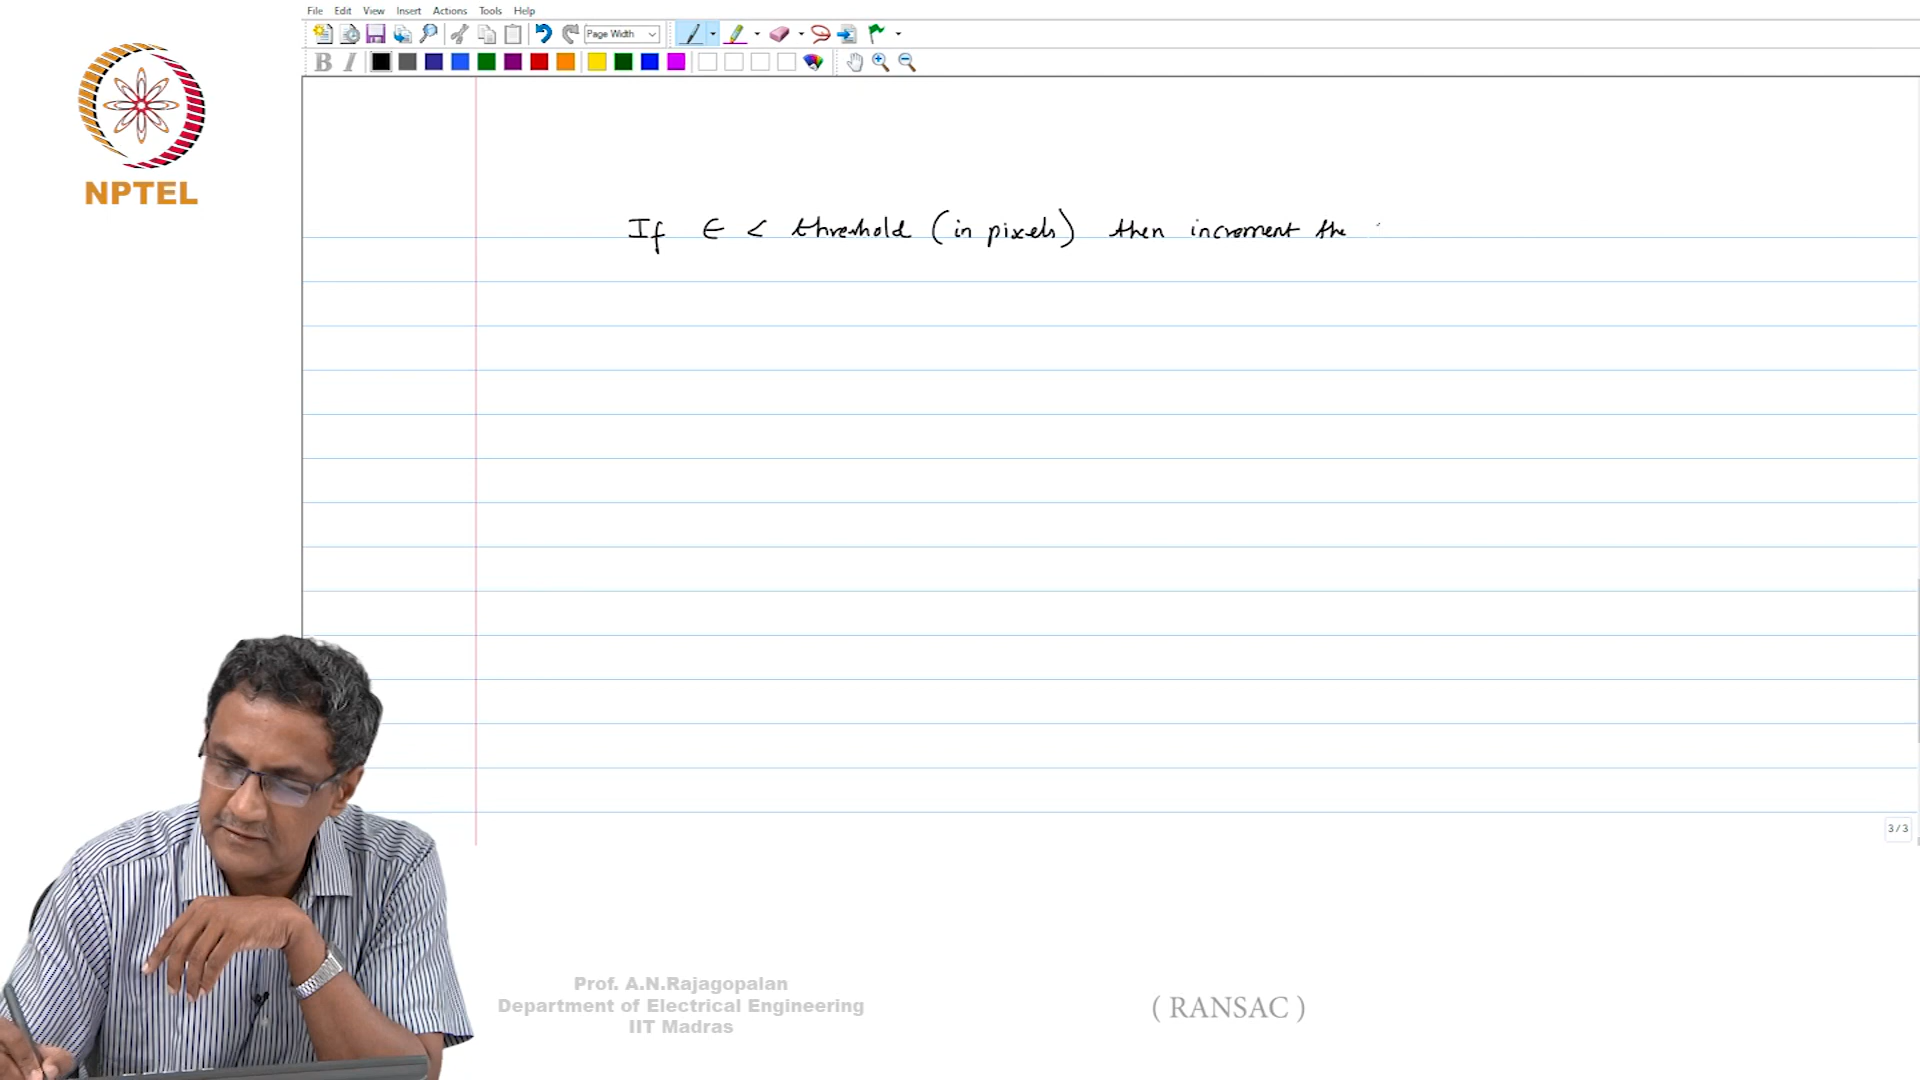 File Edit View Insert Actions Tools Help
Page Width
B I
NPTEL
If ∈ < threshold (in pixels) then increment the
3 / 3
Prof. A.N.Rajagopalan
Department of Electrical Engineering
IIT Madras
( RANSAC )